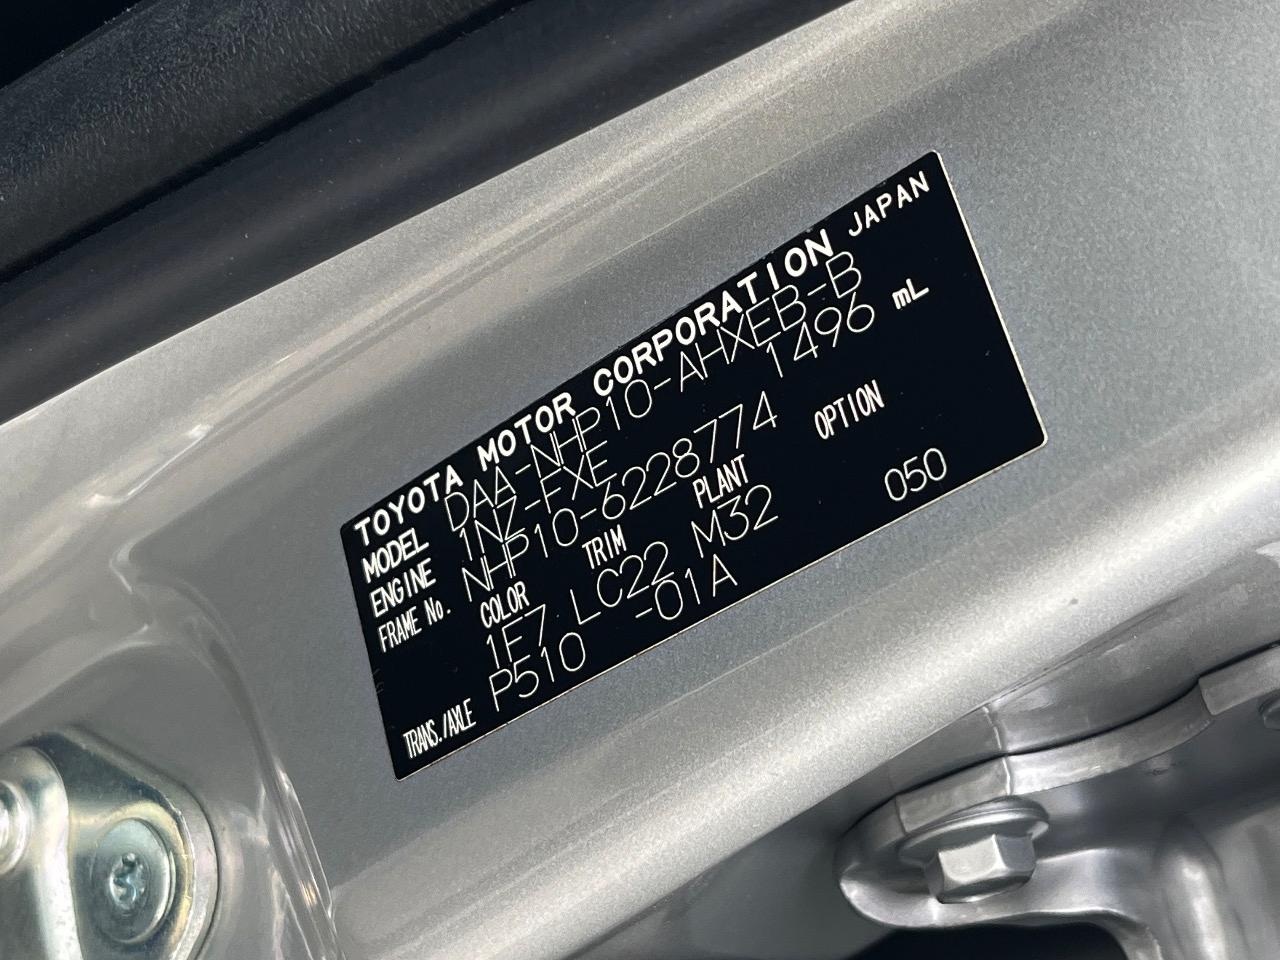 TOYOTA MOTOR CORPORATION JAPAN
MODEL DAA-NHP10-AHXEB-B
ENGINE 1NZ-FXE 1496 mL
FRAME No. NHP10-6228774
COLOR TRIM PLANT OPTION
1F7 LC22 M32 050
TRANS./AXLE P510 -01A